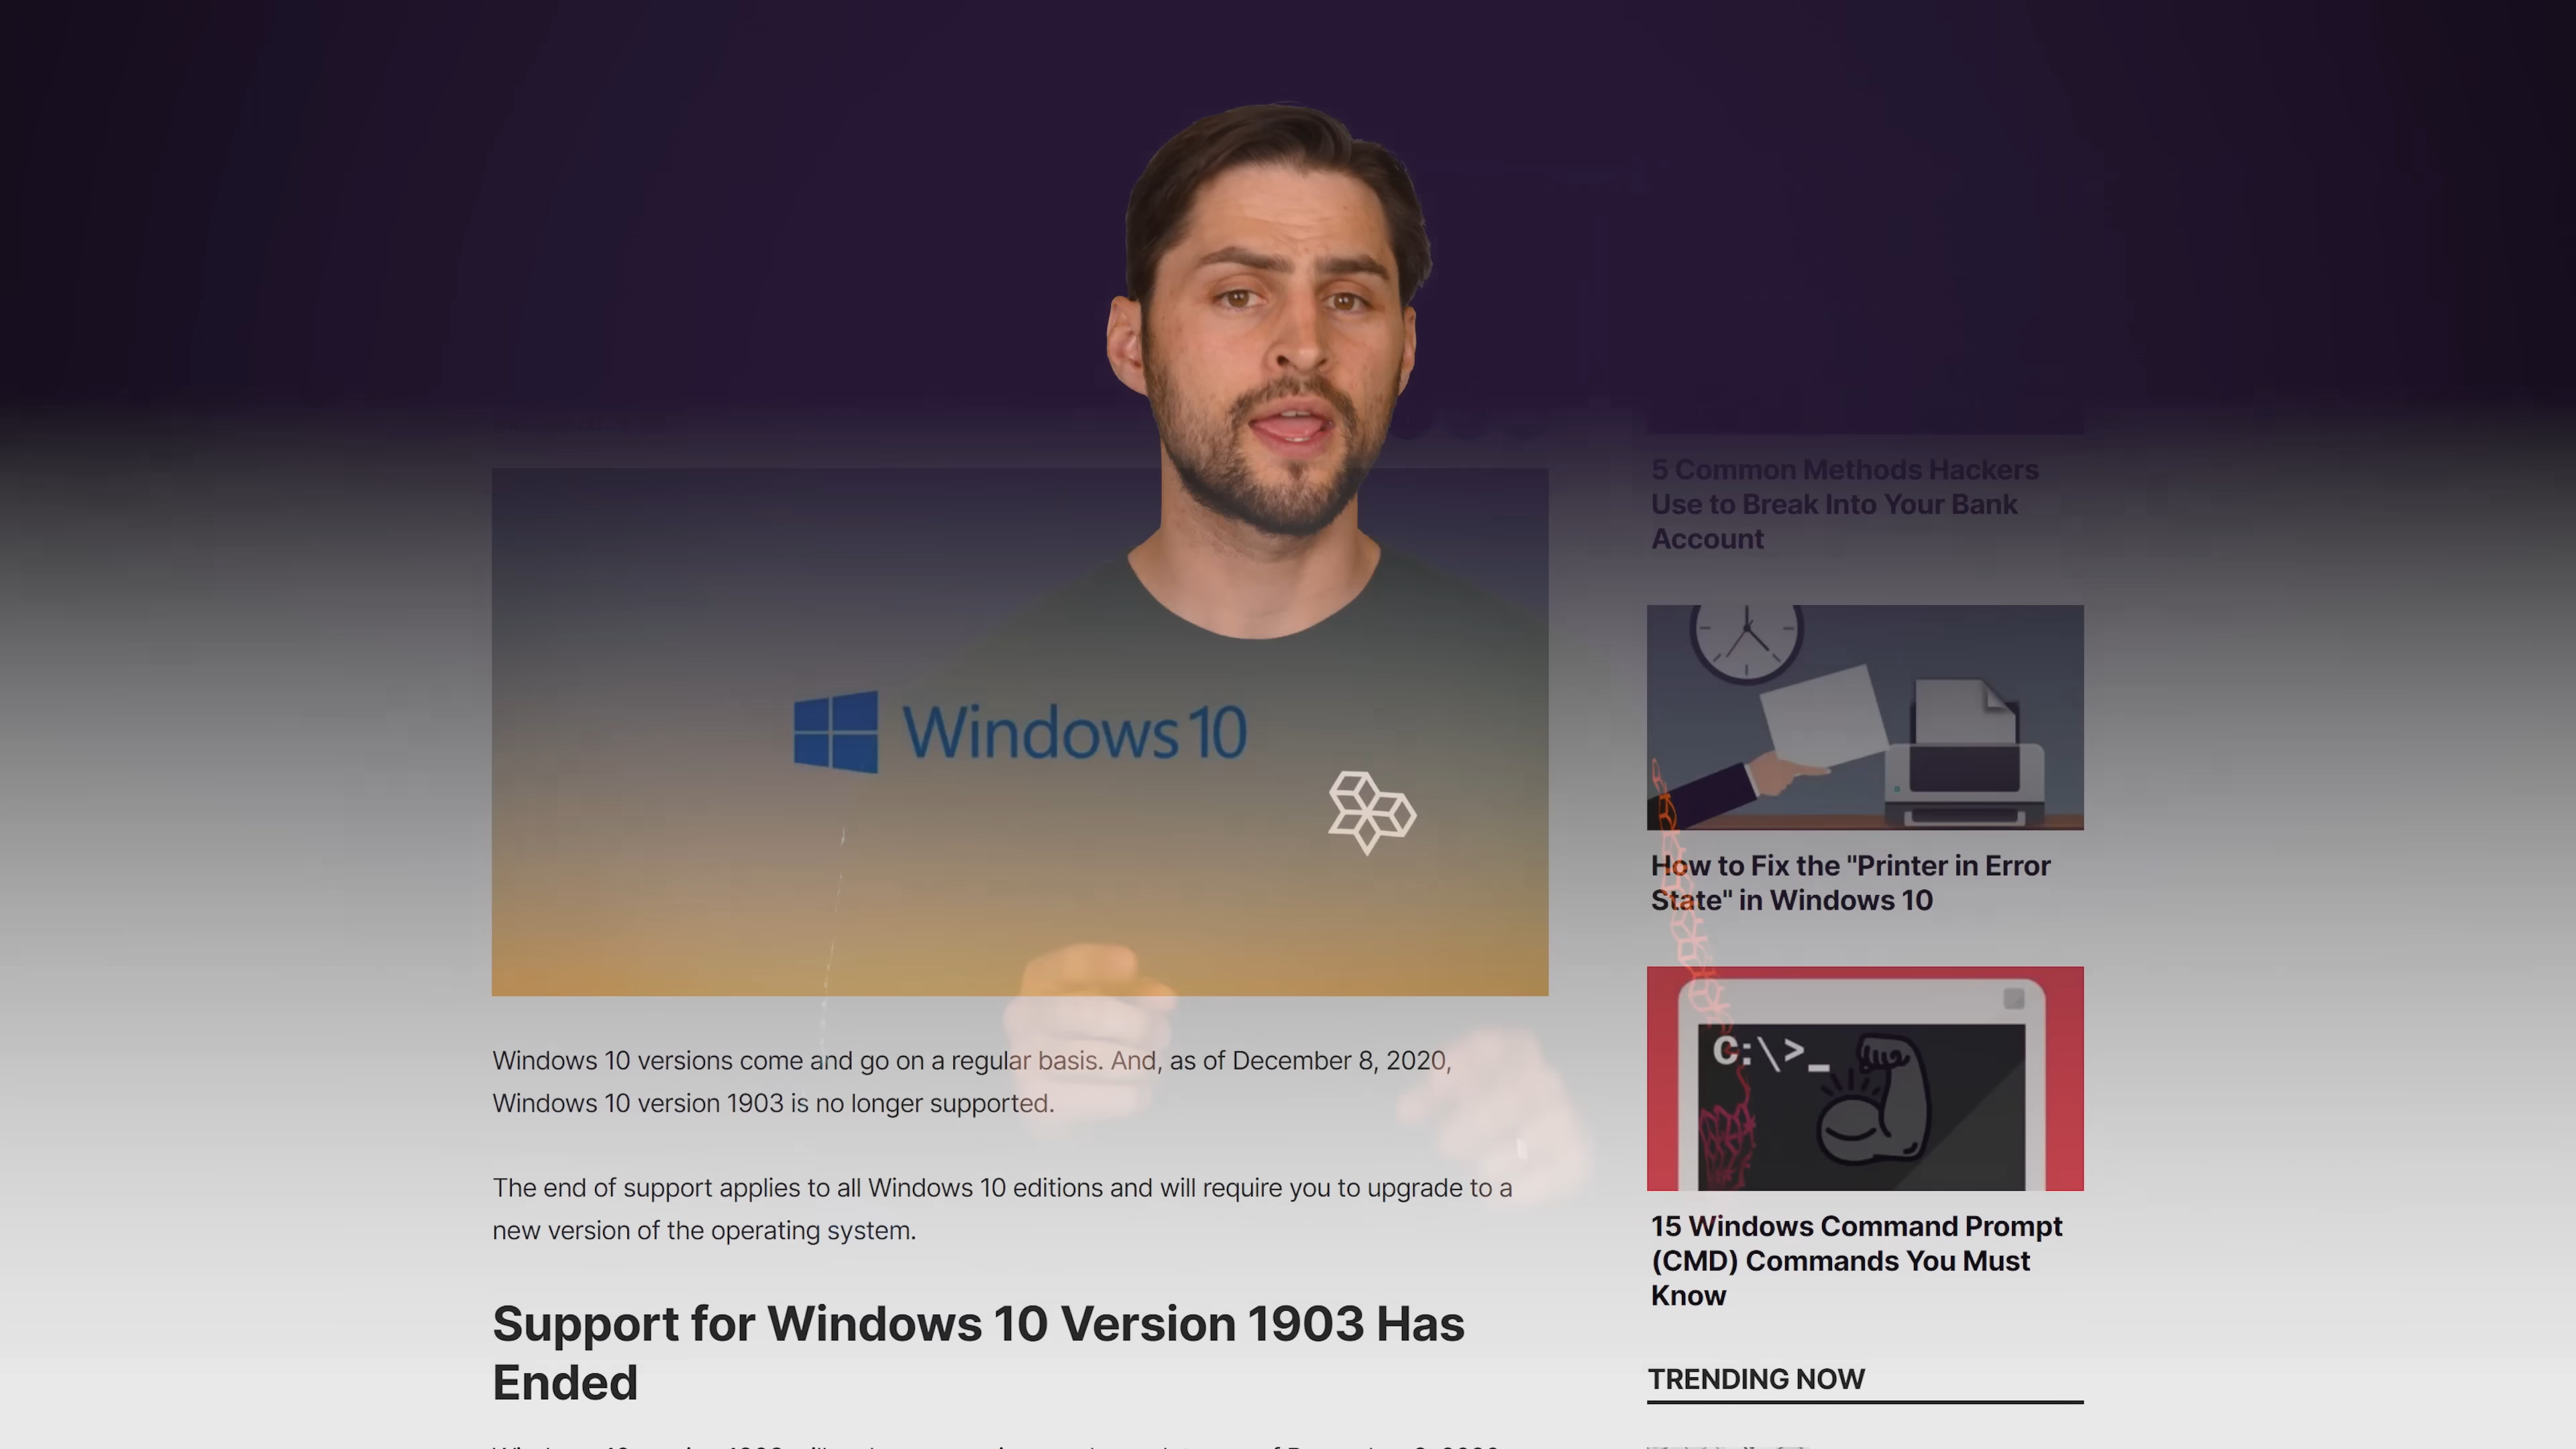 Windows 10
Windows 10 versions come and go on a regular basis. And, as of December 8, 2020,
Windows 10 version 1903 is no longer supported.
The end of support applies to all Windows 10 editions and will require you to upgrade to a
new version of the operating system.
Support for Windows 10 Version 1903 Has
Ended
5 Common Methods Hackers
Use to Break Into Your Bank
Account
How to Fix the "Printer in Error
State" in Windows 10
C:\>_
15 Windows Command Prompt
(CMD) Commands You Must
Know
TRENDING NOW